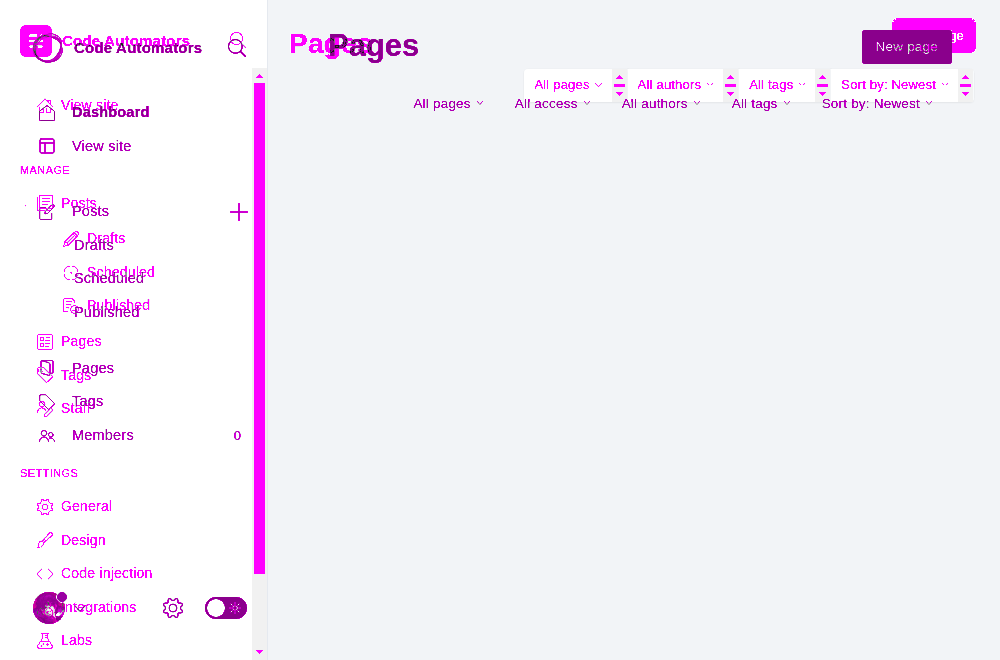 Code Automators
Code Automators
Pages
Pages
New page
All pages
All authors
All tags
Sort by: Newest
All pages
All access
All authors
All tags
Sort by: Newest
View site
Dashboard
View site
MANAGE
Posts
Posts
Drafts
Drafts
Scheduled
Scheduled
Published
Published
Pages
Pages
Tags
Tags
Staff
Members 0
SETTINGS
General
Design
Code injection
Integrations
Labs